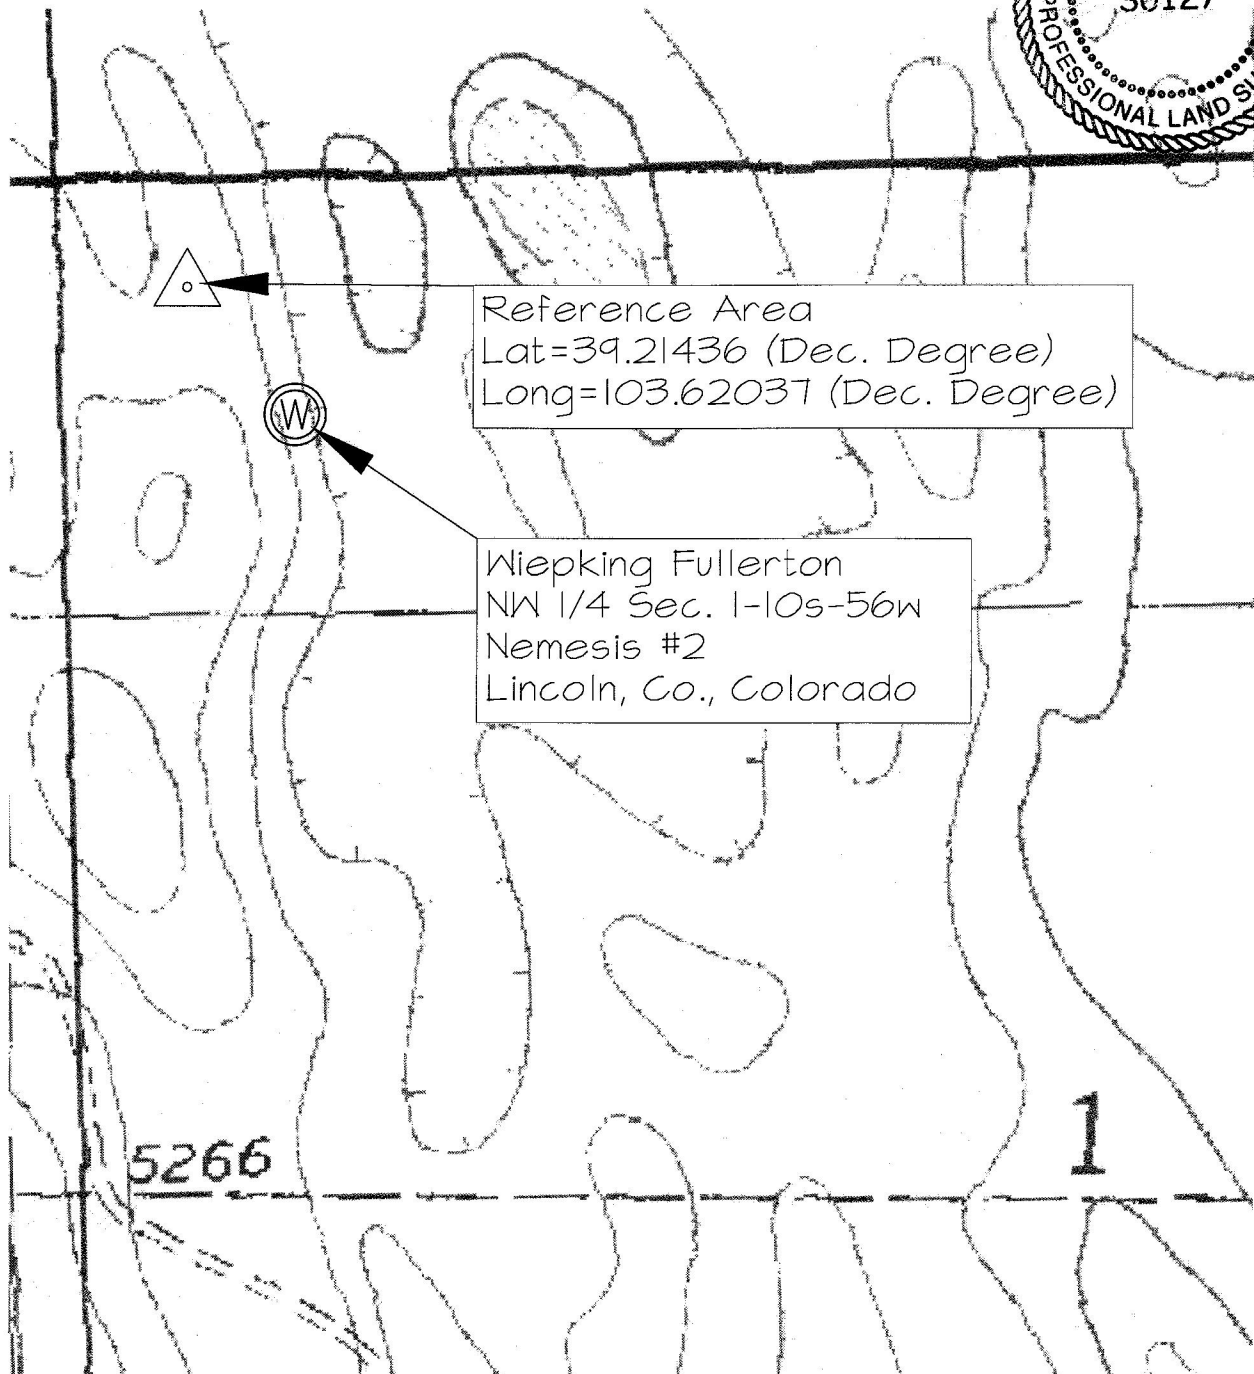 PROFESSIONAL LAND
Reference Area
Lat=39.21436 (Dec. Degree)
Long=103.62037 (Dec. Degree)
W
Wiepking Fullerton
NW 1/4 Sec. 1-10s-56w
Nemesis #2
Lincoln, Co., Colorado
5266
1